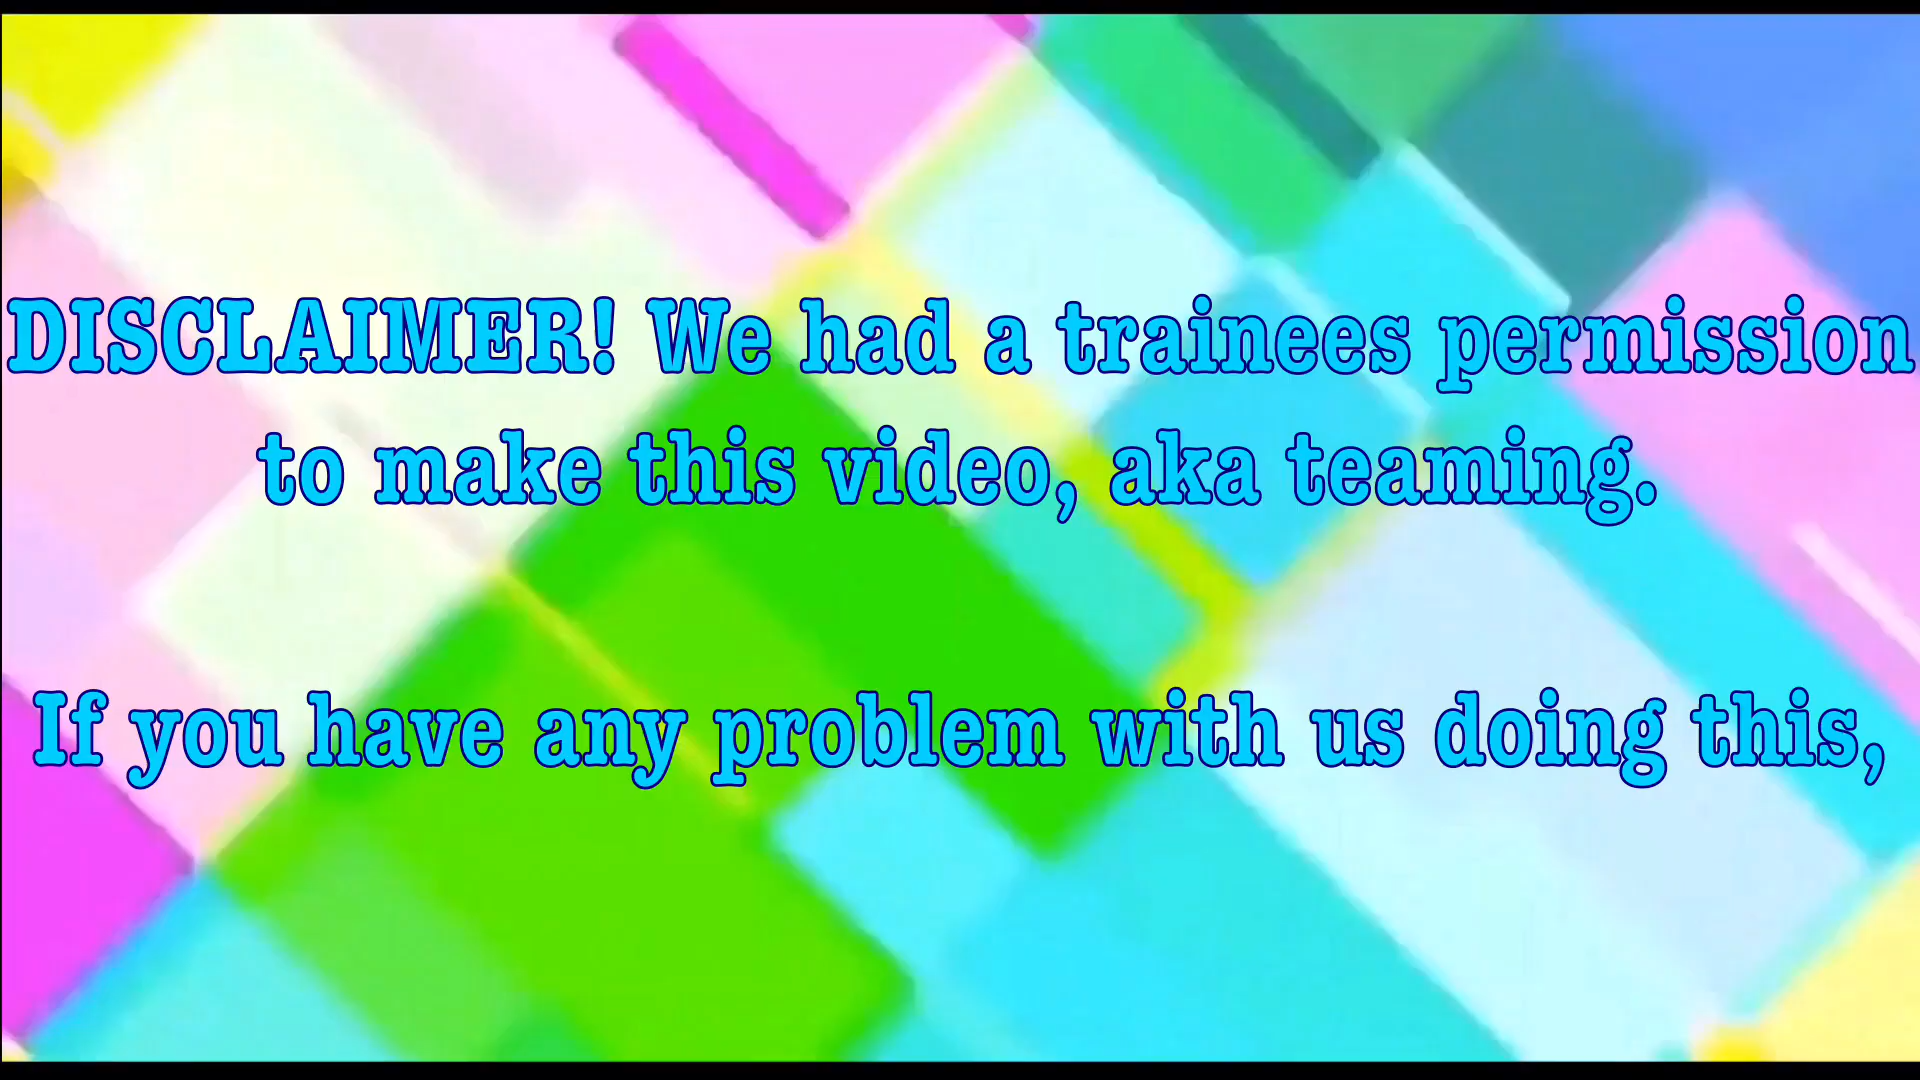 DISCLAIMER! We had a trainees permission
to make this video, aka teaming.
If you have any problem with us doing this,